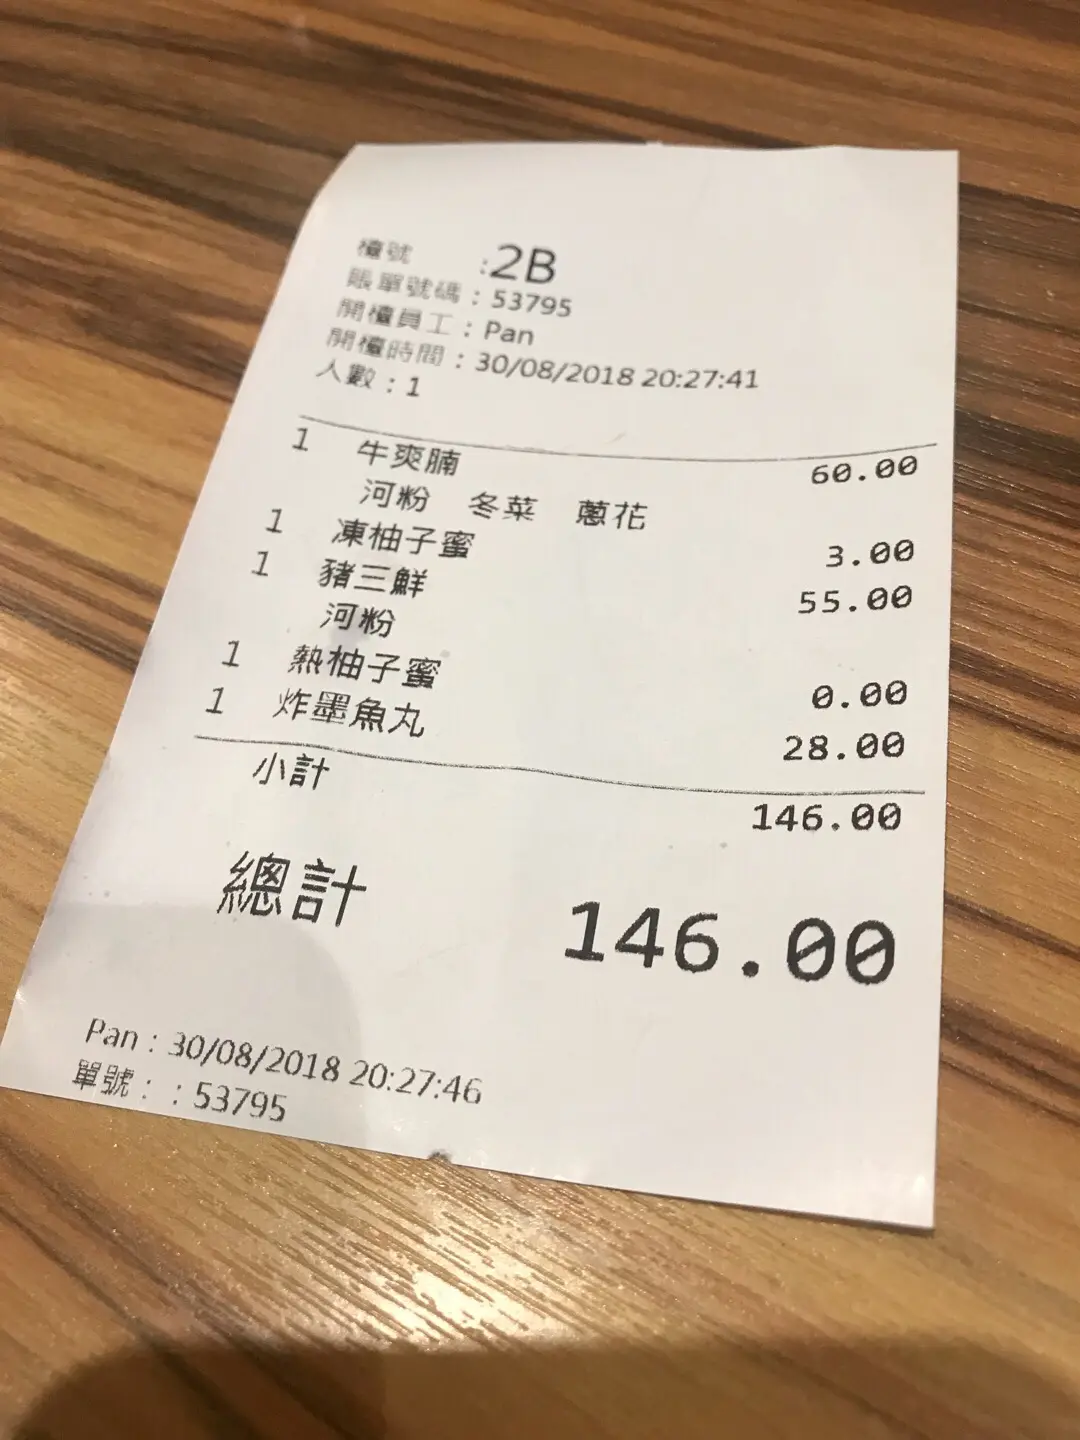 檯號 :2B
賬單號碼：53795
開檯員工：Pan
開檯時間：30/08/2018 20:27:41
人數：1
1 牛爽腩 60.00
河粉 冬菜 蔥花
1 凍柚子蜜 3.00
1 豬三鮮 55.00
河粉
1 熱柚子蜜 0.00
1 炸墨魚丸 28.00
小計 146.00
總計 146.00
Pan：30/08/2018 20:27:46
單號：：53795